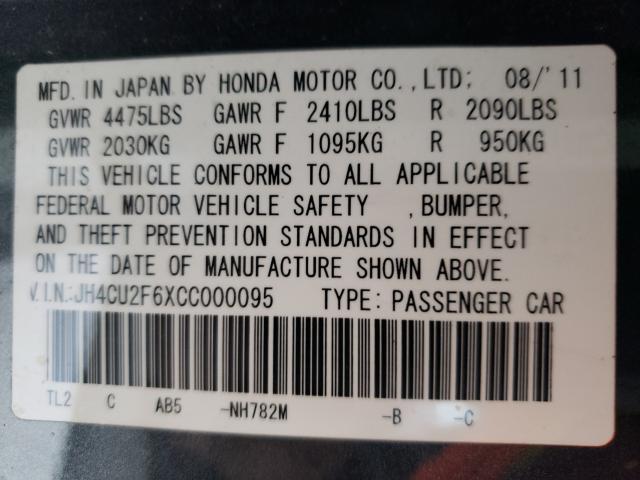 MFD. IN JAPAN BY HONDA MOTOR CO.,LTD; 08/'11
GVWR 4475LBS GAWR F 2410LBS R 2090LBS
GVWR 2030KG GAWR F 1095KG R 950KG
THIS VEHICLE CONFORMS TO ALL APPLICABLE
FEDERAL MOTOR VEHICLE SAFETY , BUMPER,
AND THEFT PREVENTION STANDARDS IN EFFECT
ON THE DATE OF MANUFACTURE SHOWN ABOVE.
V.I.N.:JH4CU2F6XCC000095 TYPE: PASSENGER CAR
TL2 C AB5 -NH782M -B -C